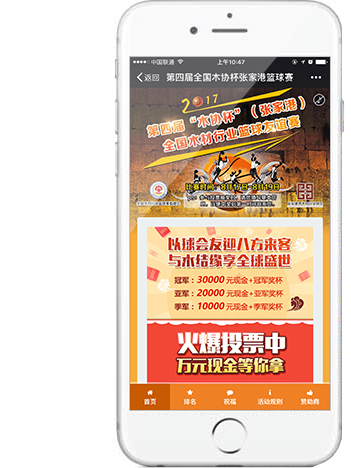 中国联通
上午10:47
返回 第四届全国木协杯张家港篮球赛
2017
第四届“木协杯”（张家港）
全国木材行业篮球友谊赛
比赛时间：8月17日-8月19日
以球会友迎八方来客
与木结缘享全球盛世
冠军：30000元现金+冠军奖杯
亚军：20000元现金+亚军奖杯
季军：10000元现金+季军奖杯
火爆投票中
万元现金等你拿
首页 排名 祝福 活动规则 赞助商